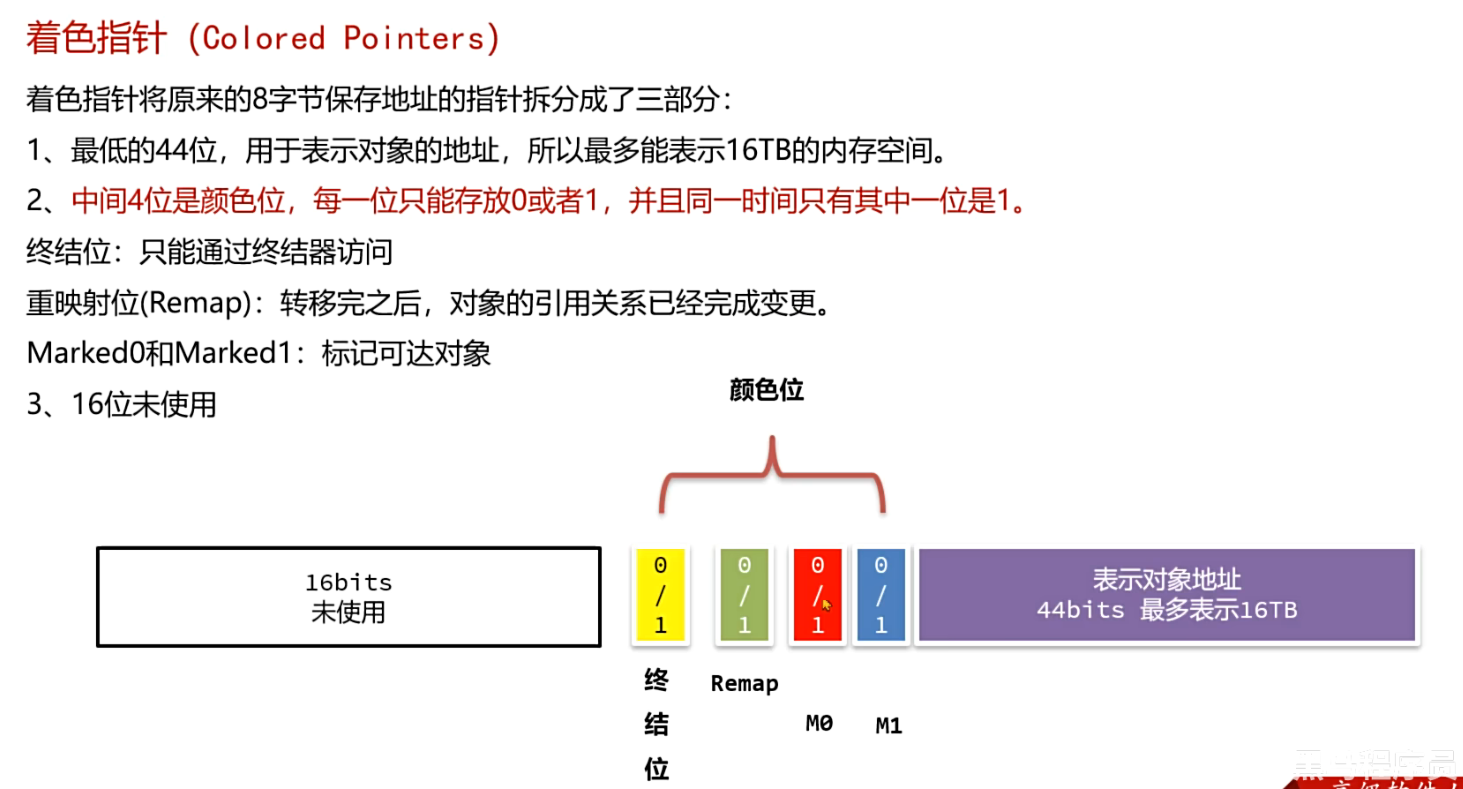 着色指针（Colored Pointers）
着色指针将原来的8字节保存地址的指针拆分成了三部分：
1、最低的44位，用于表示对象的地址，所以最多能表示16TB的内存空间。
2、中间4位是颜色位，每一位只能存放0或者1，并且同一时间只有其中一位是1。
终结位：只能通过终结器访问
重映射位(Remap)：转移完之后，对象的引用关系已经完成变更。
Marked0和Marked1：标记可达对象
3、16位未使用
颜色位
16bits
未使用
0/1
0/1
0/1
0/1
表示对象地址
44bits 最多表示16TB
终结位
Remap
M0
M1